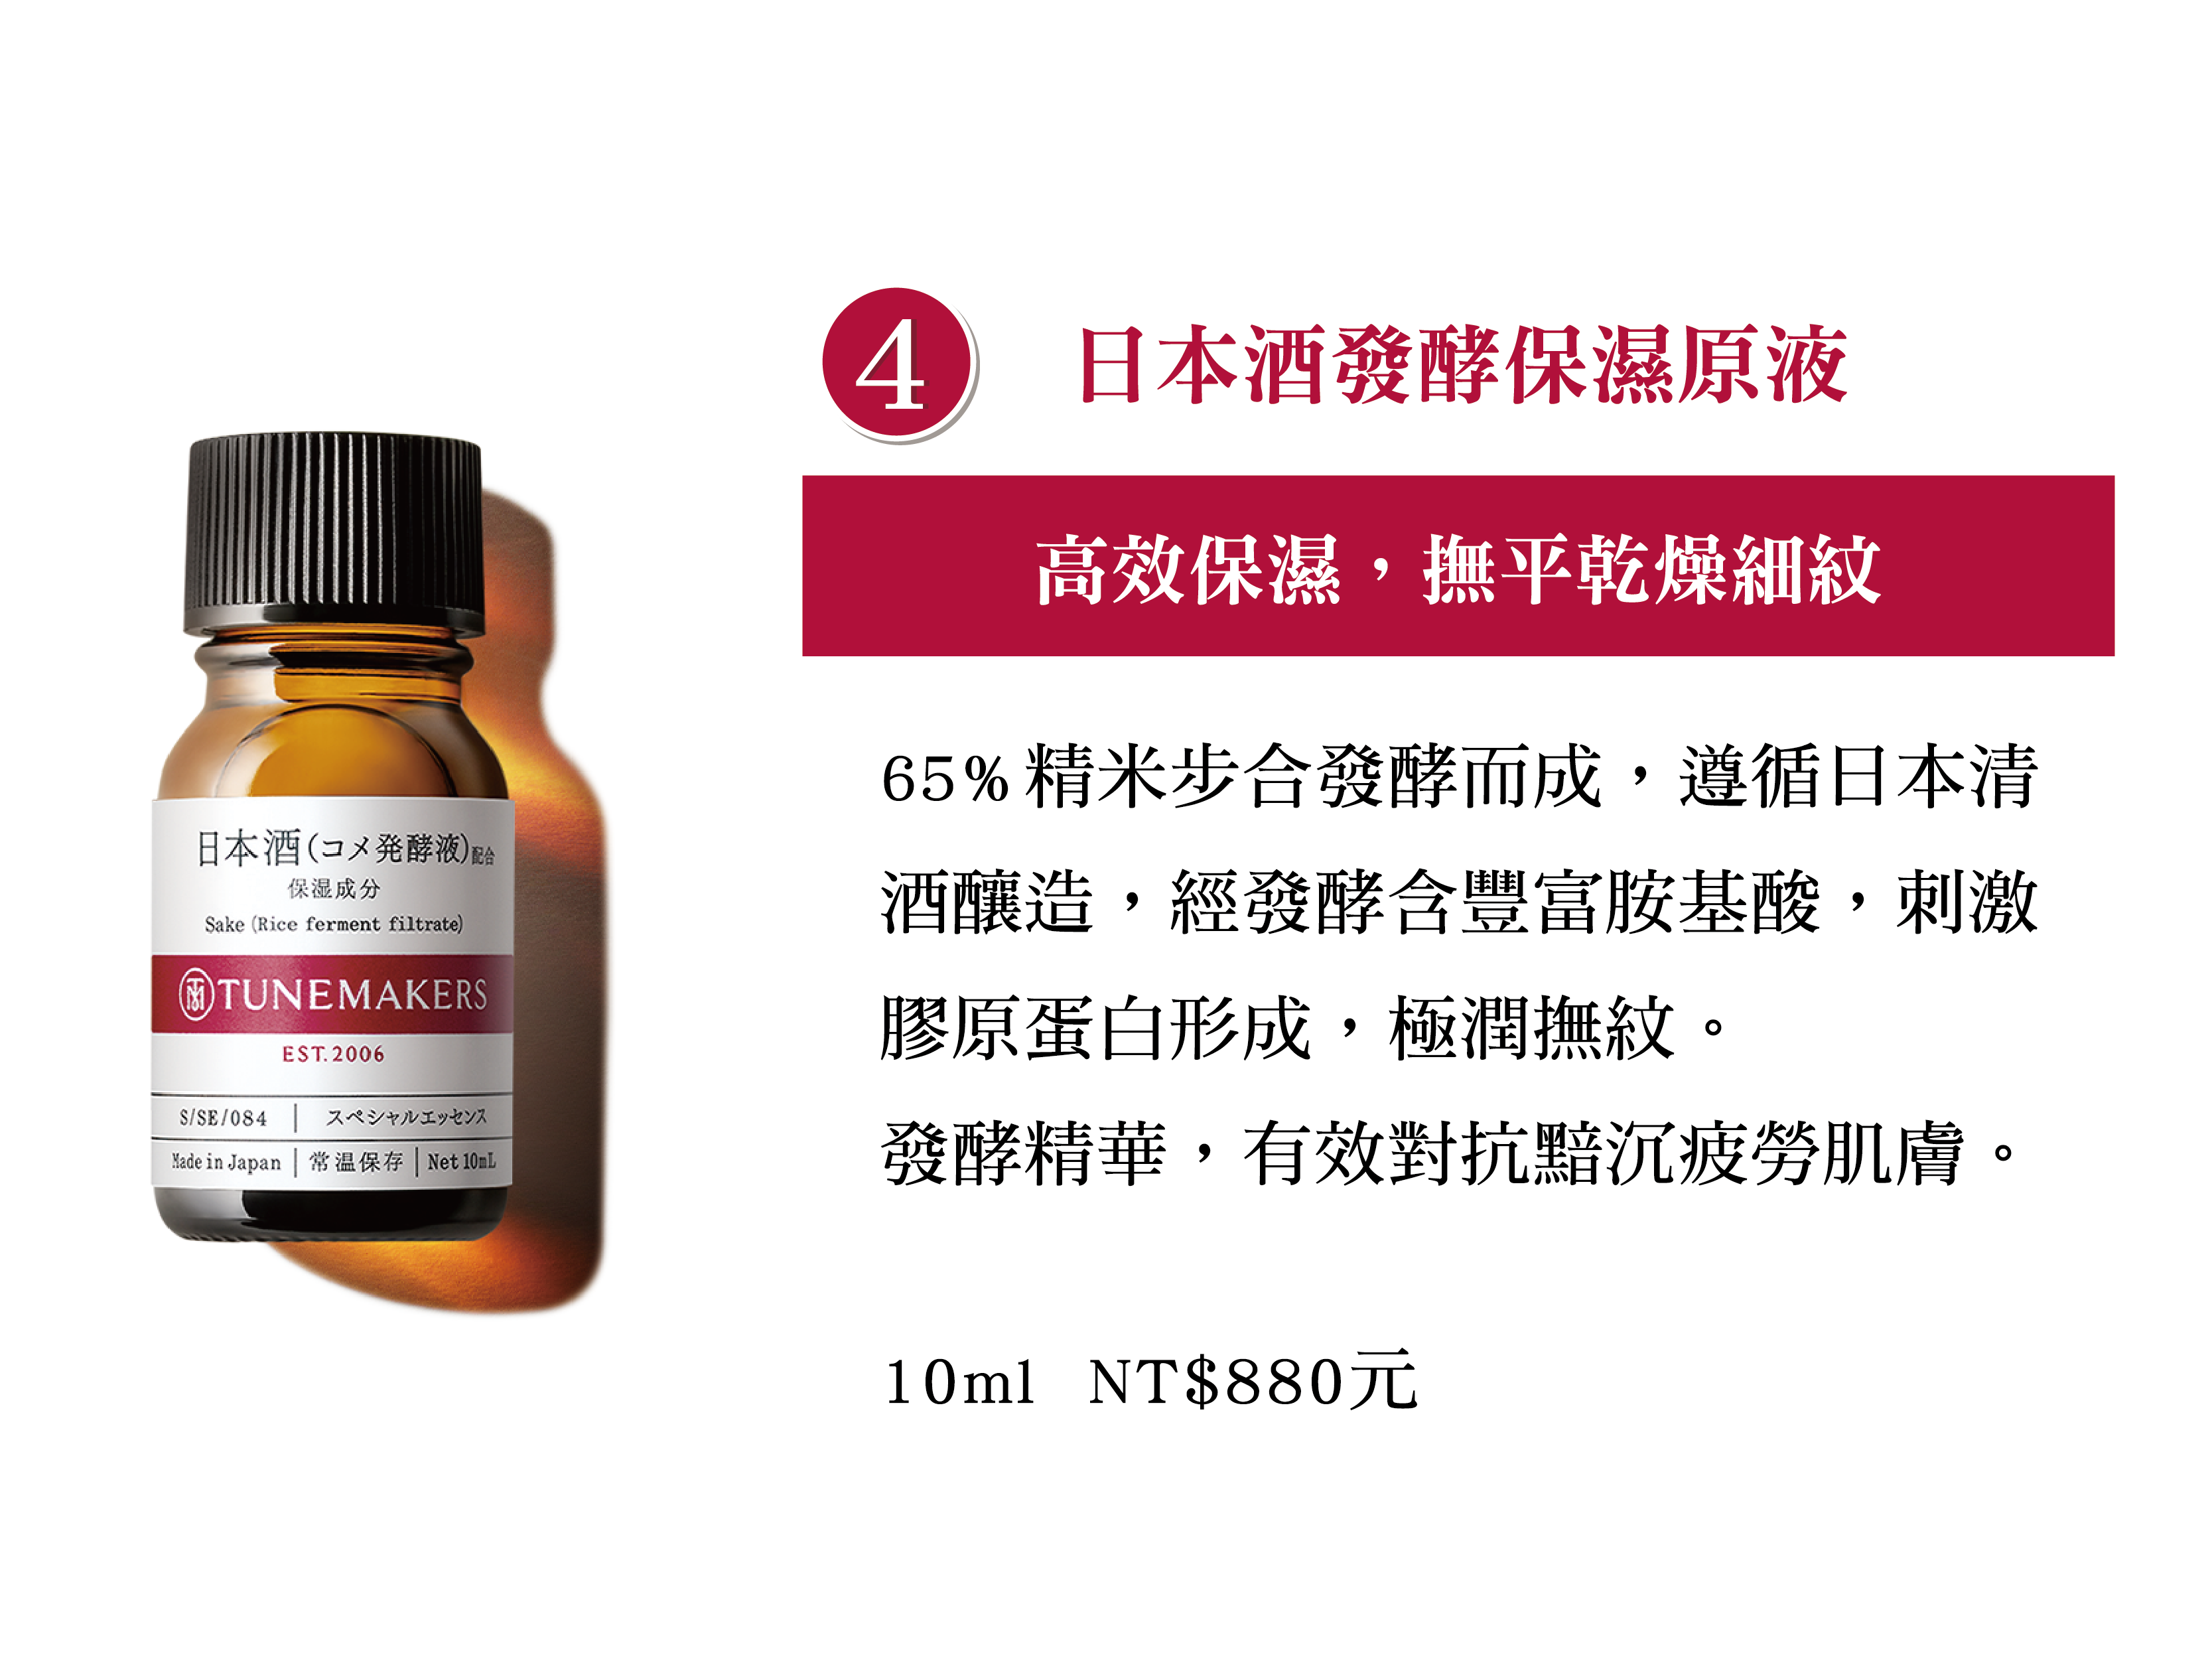 4
日本酒發酵保濕原液
高效保濕，撫平乾燥細紋
65%精米步合發酵而成，遵循日本清
酒釀造，經發酵含豐富胺基酸，刺激
膠原蛋白形成，極潤撫紋。
發酵精華，有效對抗黯沉疲勞肌膚。
10ml NT$880元
日本酒(コメ発酵液)配合
保湿成分
Sake (Rice ferment filtrate)
TUNEMAKERS
EST.2006
S/SE/084 | スペシャルエッセンス
Made in Japan | 常温保存 | Net 10mL